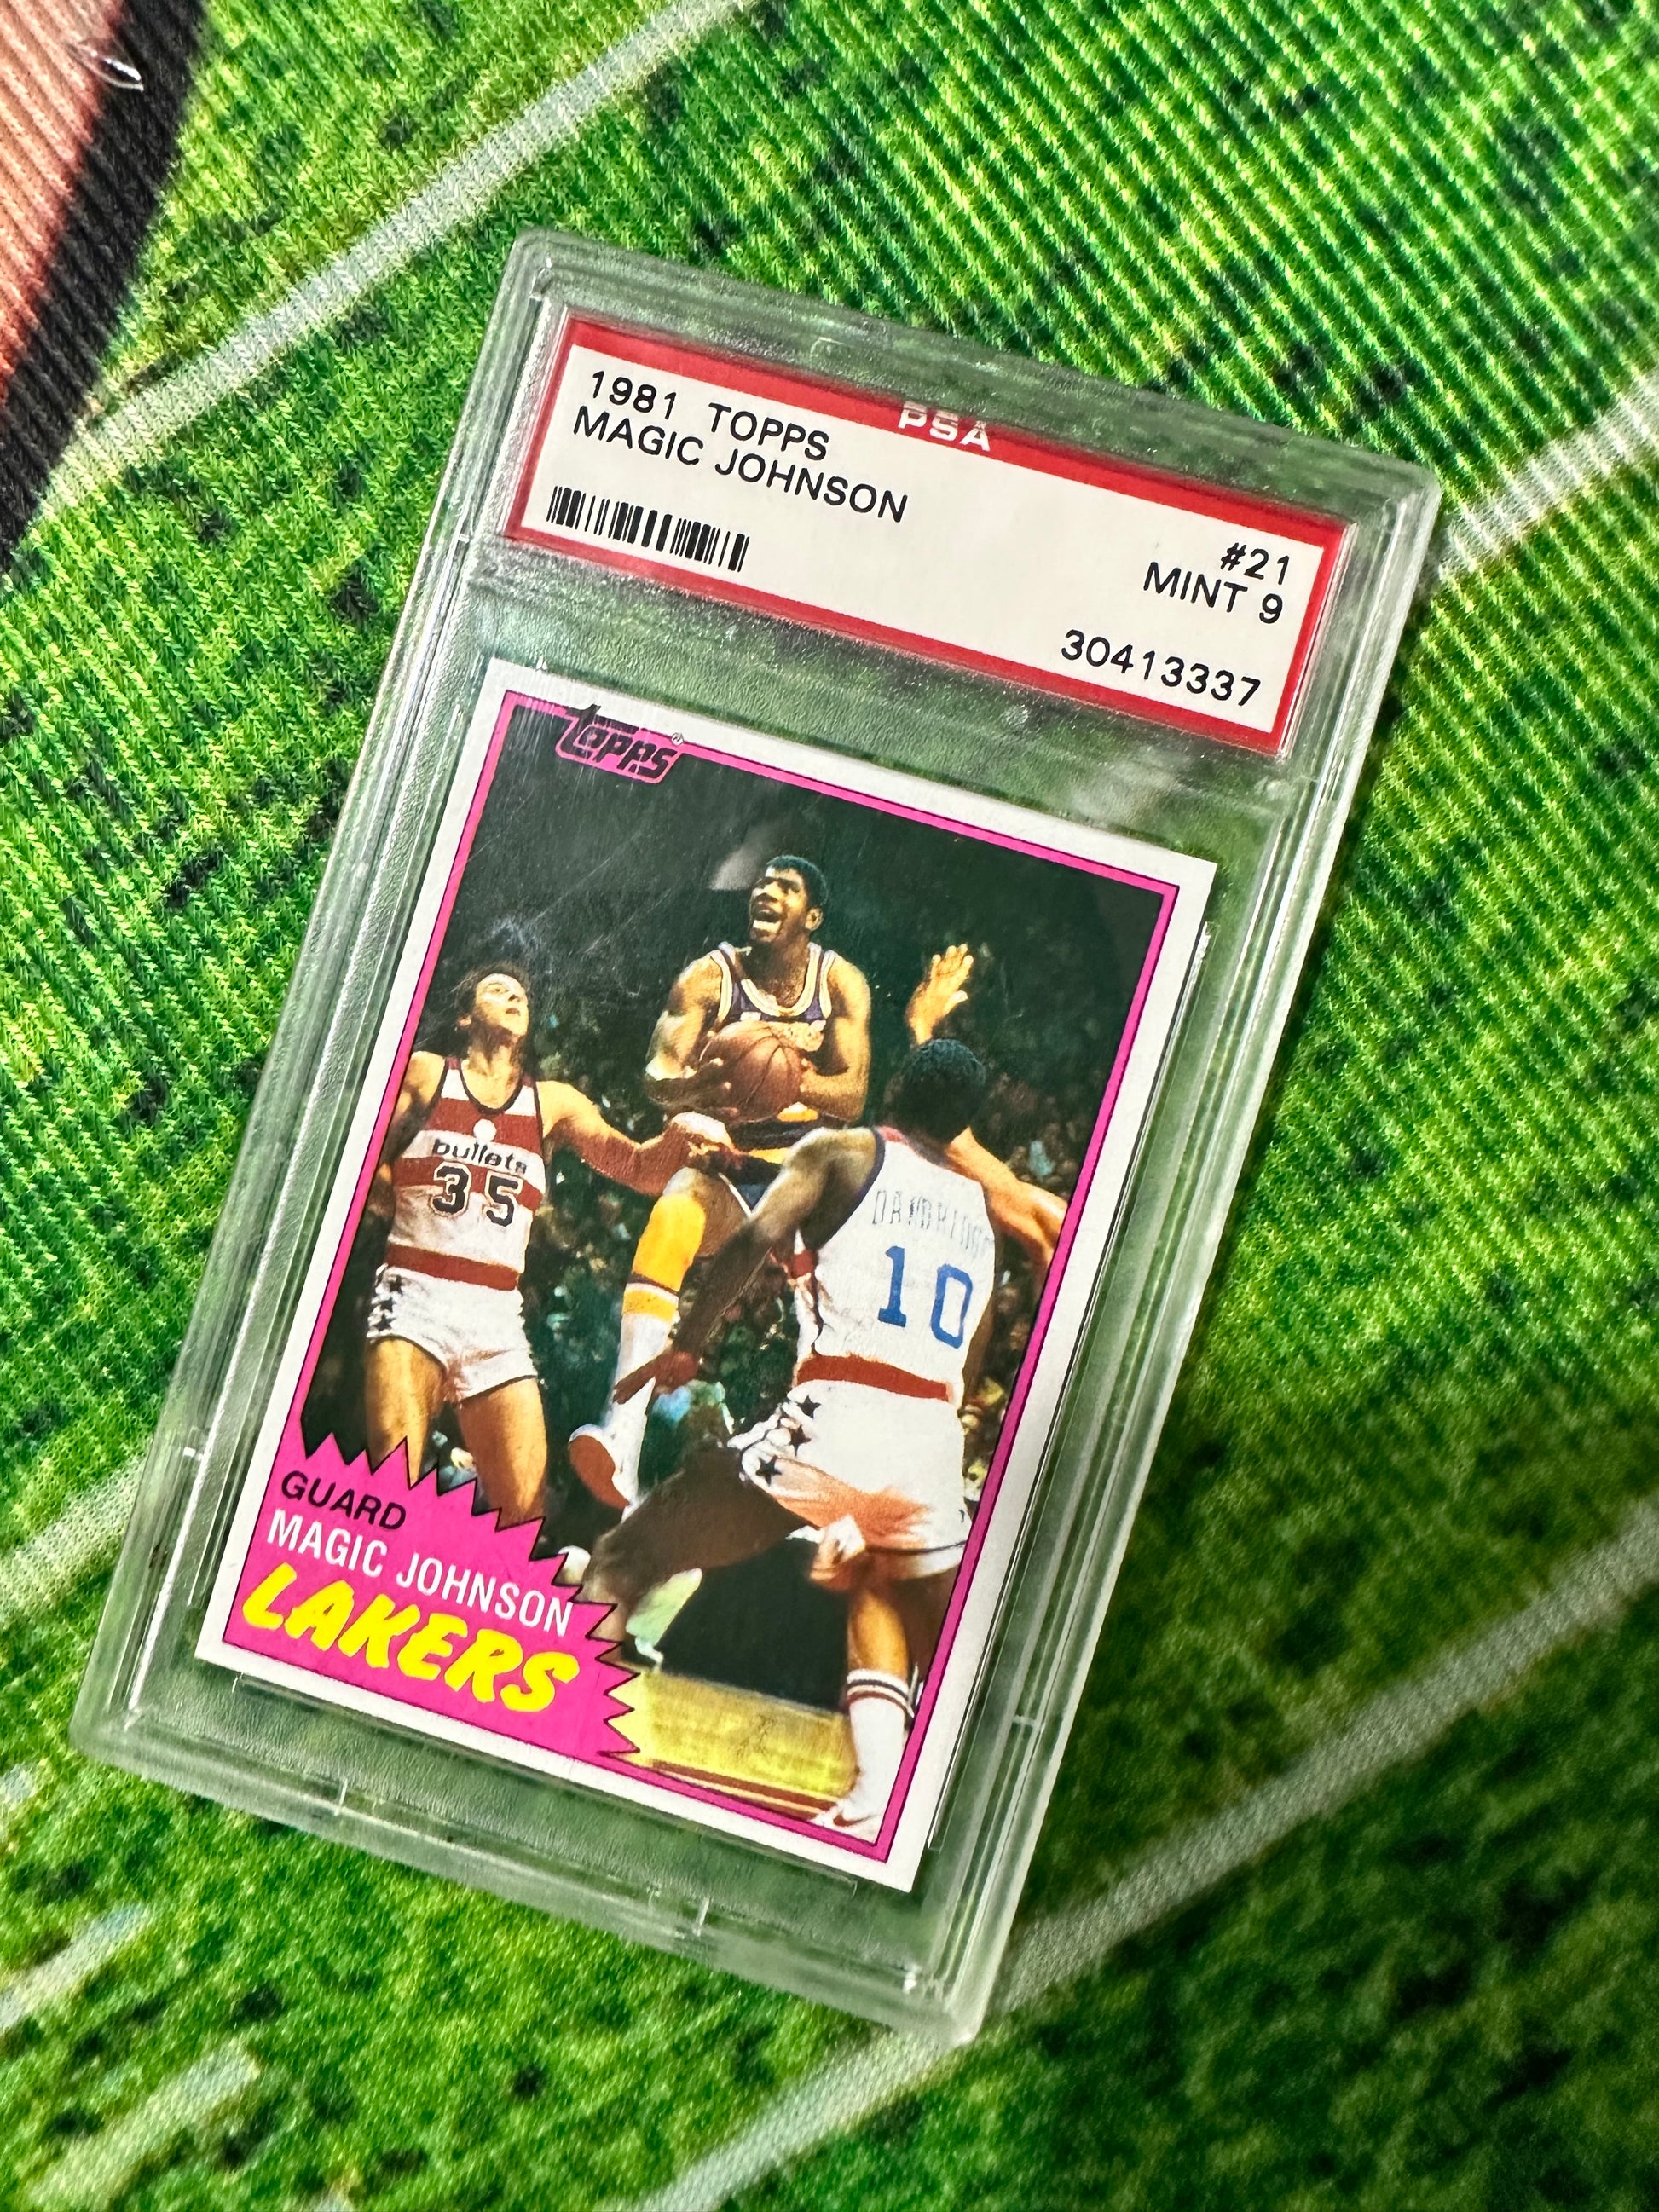 PSA
1981 TOPPS
MAGIC JOHNSON
#21
MINT 9
30413337
Topps®
bullets
35
10
GUARD
MAGIC JOHNSON
LAKERS